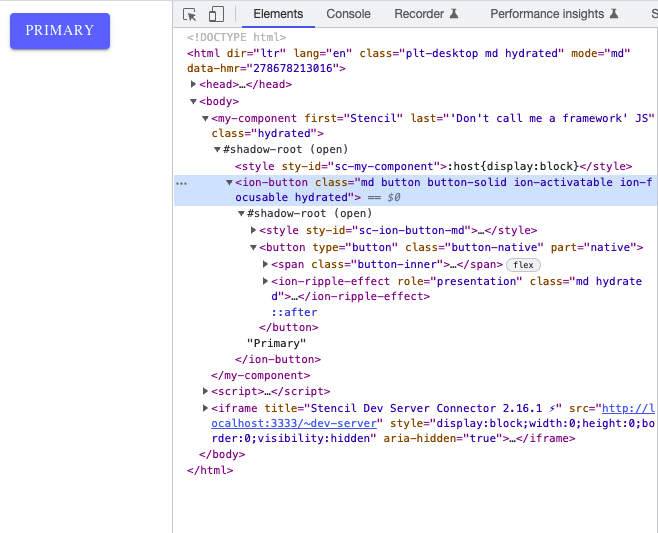 PRIMARY
Elements Console Recorder Performance insights S
<!DOCTYPE html>
<html dir="ltr" lang="en" class="plt-desktop md hydrated" mode="md"
data-hmr="278678213016">
<head>…</head>
<body>
<my-component first="Stencil" last="'Don't call me a framework' JS"
class="hydrated">
#shadow-root (open)
<style sty-id="sc-my-component">:host{display:block}</style>
<ion-button class="md button button-solid ion-activatable ion-f
ocusable hydrated"> == $0
#shadow-root (open)
<style sty-id="sc-ion-button-md">…</style>
<button type="button" class="button-native" part="native">
<span class="button-inner">…</span> flex
<ion-ripple-effect role="presentation" class="md hydrate
d">…</ion-ripple-effect>
::after
</button>
"Primary"
</ion-button>
</my-component>
<script>…</script>
<iframe title="Stencil Dev Server Connector 2.16.1 ⚡" src="http://l
ocalhost:3333/~dev-server" style="display:block;width:0;height:0;bo
rder:0;visibility:hidden" aria-hidden="true">…</iframe>
</body>
</html>